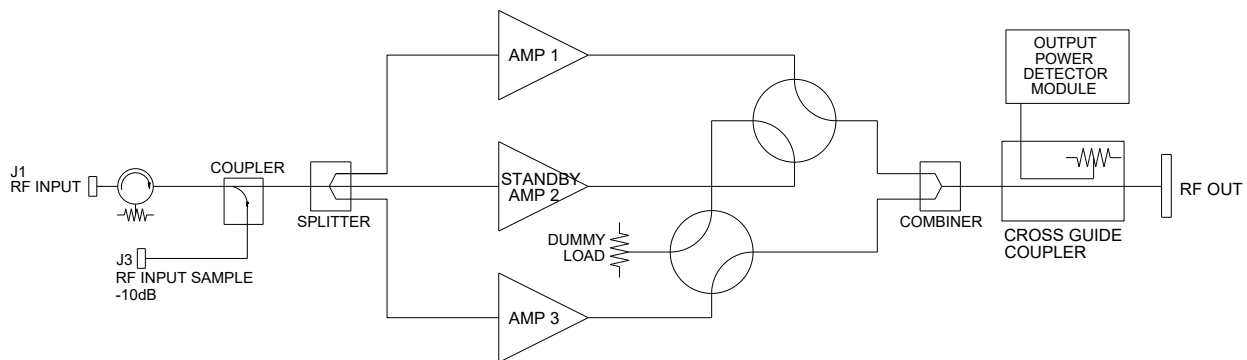 AMP 1
OUTPUT
POWER
DETECTOR
MODULE
J1
RF INPUT
COUPLER
SPLITTER
STANDBY
AMP 2
COMBINER
RF OUT
CROSS GUIDE
COUPLER
DUMMY
LOAD
J3
RF INPUT SAMPLE
-10dB
AMP 3